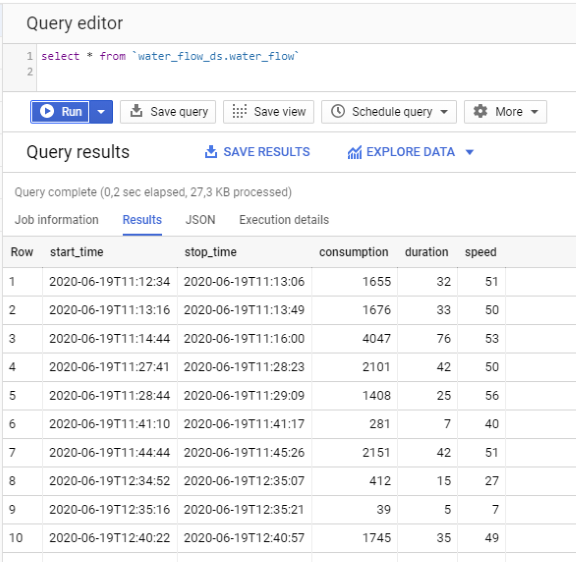 Query editor
1 select * from `water_flow_ds.water_flow`
2
Run Save query Save view Schedule query More
Query results SAVE RESULTS EXPLORE DATA
Query complete (0,2 sec elapsed, 27,3 KB processed)
Job information Results JSON Execution details
Row start_time stop_time consumption duration speed
1 2020-06-19T11:12:34 2020-06-19T11:13:06 1655 32 51
2 2020-06-19T11:13:16 2020-06-19T11:13:49 1676 33 50
3 2020-06-19T11:14:44 2020-06-19T11:16:00 4047 76 53
4 2020-06-19T11:27:41 2020-06-19T11:28:23 2101 42 50
5 2020-06-19T11:28:44 2020-06-19T11:29:09 1408 25 56
6 2020-06-19T11:41:10 2020-06-19T11:41:17 281 7 40
7 2020-06-19T11:44:44 2020-06-19T11:45:26 2151 42 51
8 2020-06-19T12:34:52 2020-06-19T12:35:07 412 15 27
9 2020-06-19T12:35:16 2020-06-19T12:35:21 39 5 7
10 2020-06-19T12:40:22 2020-06-19T12:40:57 1745 35 49